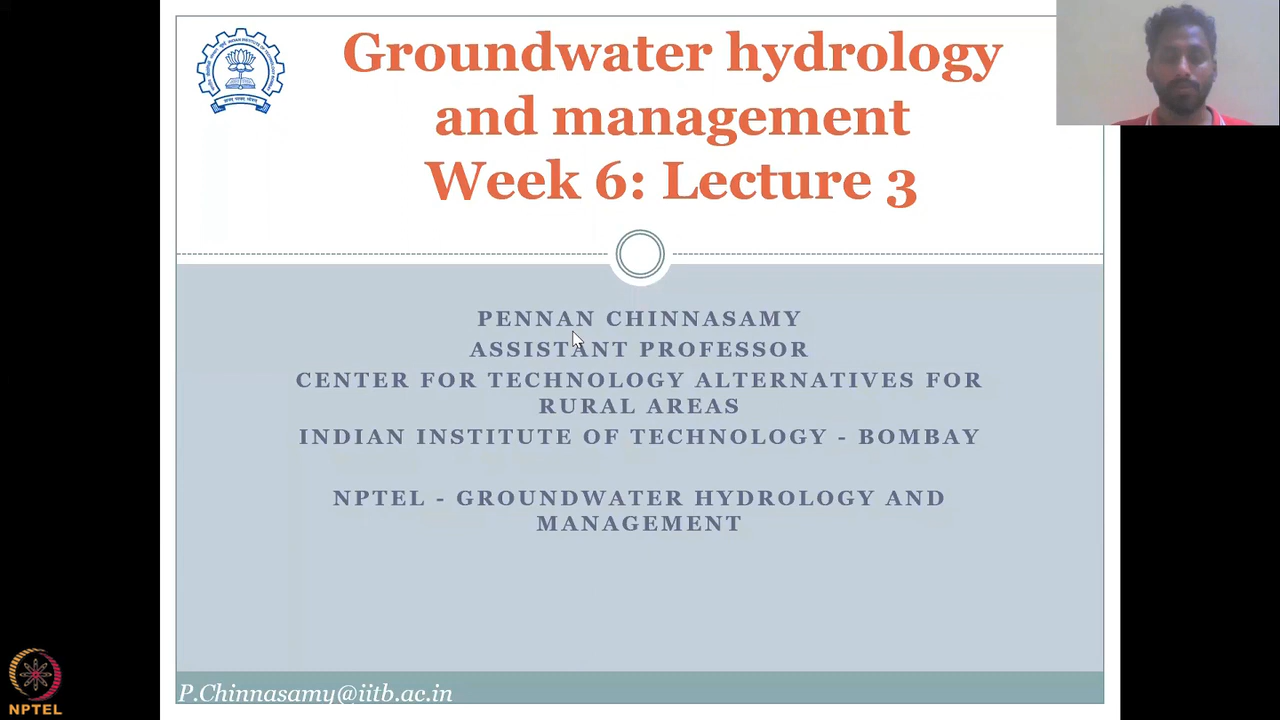 Groundwater hydrology
and management
Week 6: Lecture 3
PENNAN CHINNASAMY
ASSISTANT PROFESSOR
CENTER FOR TECHNOLOGY ALTERNATIVES FOR
RURAL AREAS
INDIAN INSTITUTE OF TECHNOLOGY - BOMBAY
NPTEL - GROUNDWATER HYDROLOGY AND
MANAGEMENT
P.Chinnasamy@iitb.ac.in
NPTEL